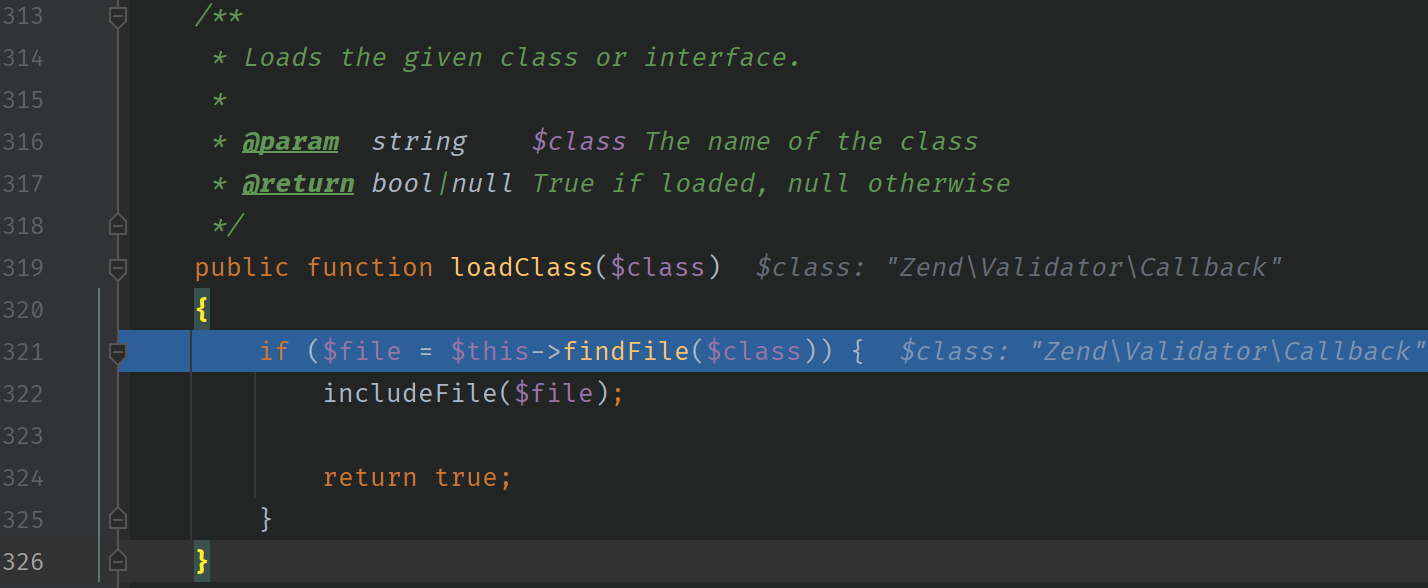 313 /**
314 * Loads the given class or interface.
315 *
316 * @param  string    $class The name of the class
317 * @return bool|null True if loaded, null otherwise
318 */
319 public function loadClass($class)  $class: "Zend\Validator\Callback"
320 {
321 if ($file = $this->findFile($class)) {  $class: "Zend\Validator\Callback"
322 includeFile($file);
323
324 return true;
325 }
326 }